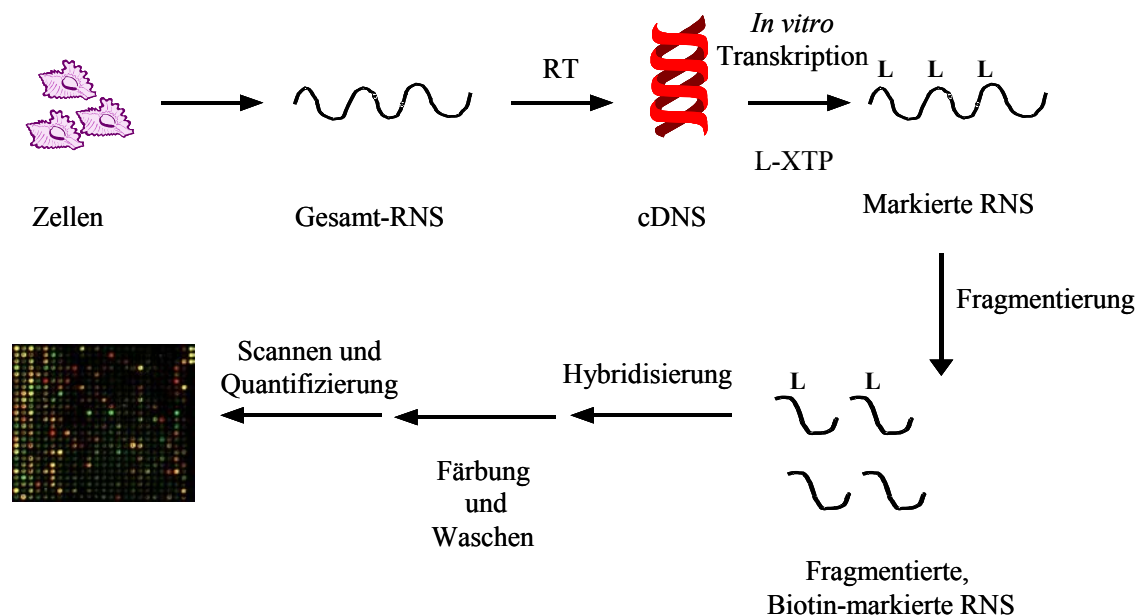 Zellen
Gesamt-RNS
RT
cDNS
In vitro
Transkription
L-XTP
L L L
Markierte RNS
Fragmentierung
L L
Fragmentierte,
Biotin-markierte RNS
Hybridisierung
Färbung
und
Waschen
Scannen und
Quantifizierung